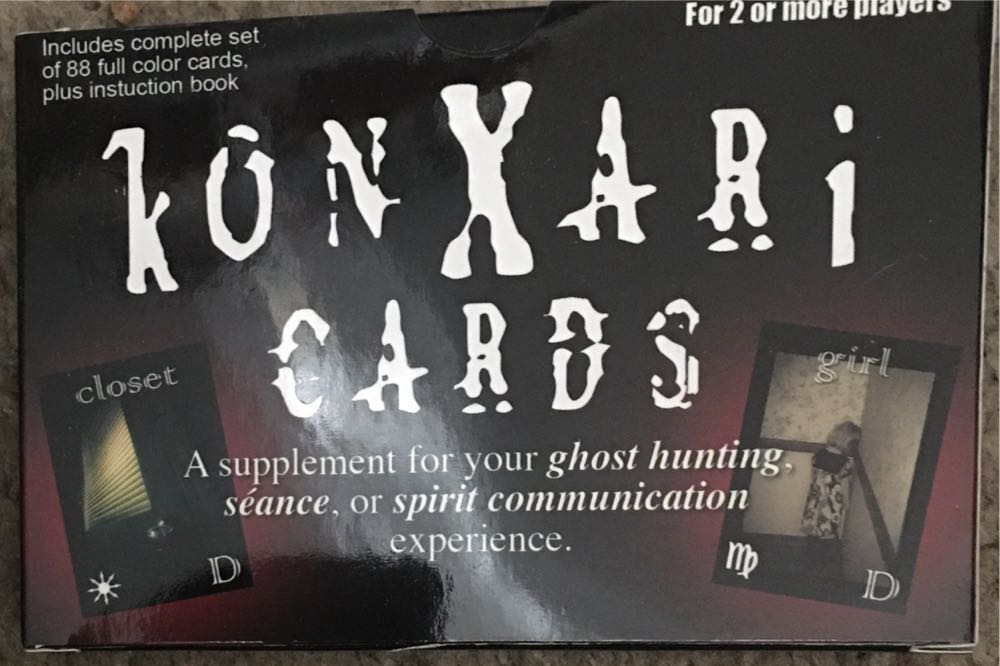 For 2 or more players
Includes complete set
of 88 full color cards,
plus instuction book
konXari
CARDS
closet
girl
A supplement for your ghost hunting,
séance, or spirit communication
experience.
D
♍
D